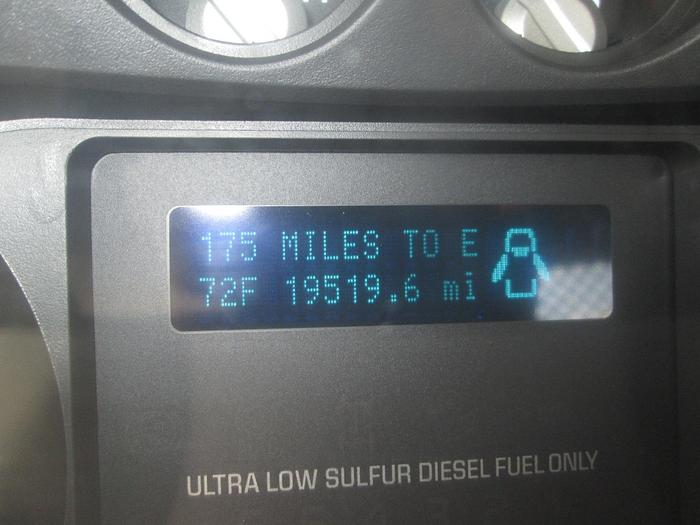 175 MILES TO E
72F 19519.6 mi
ULTRA LOW SULFUR DIESEL FUEL ONLY